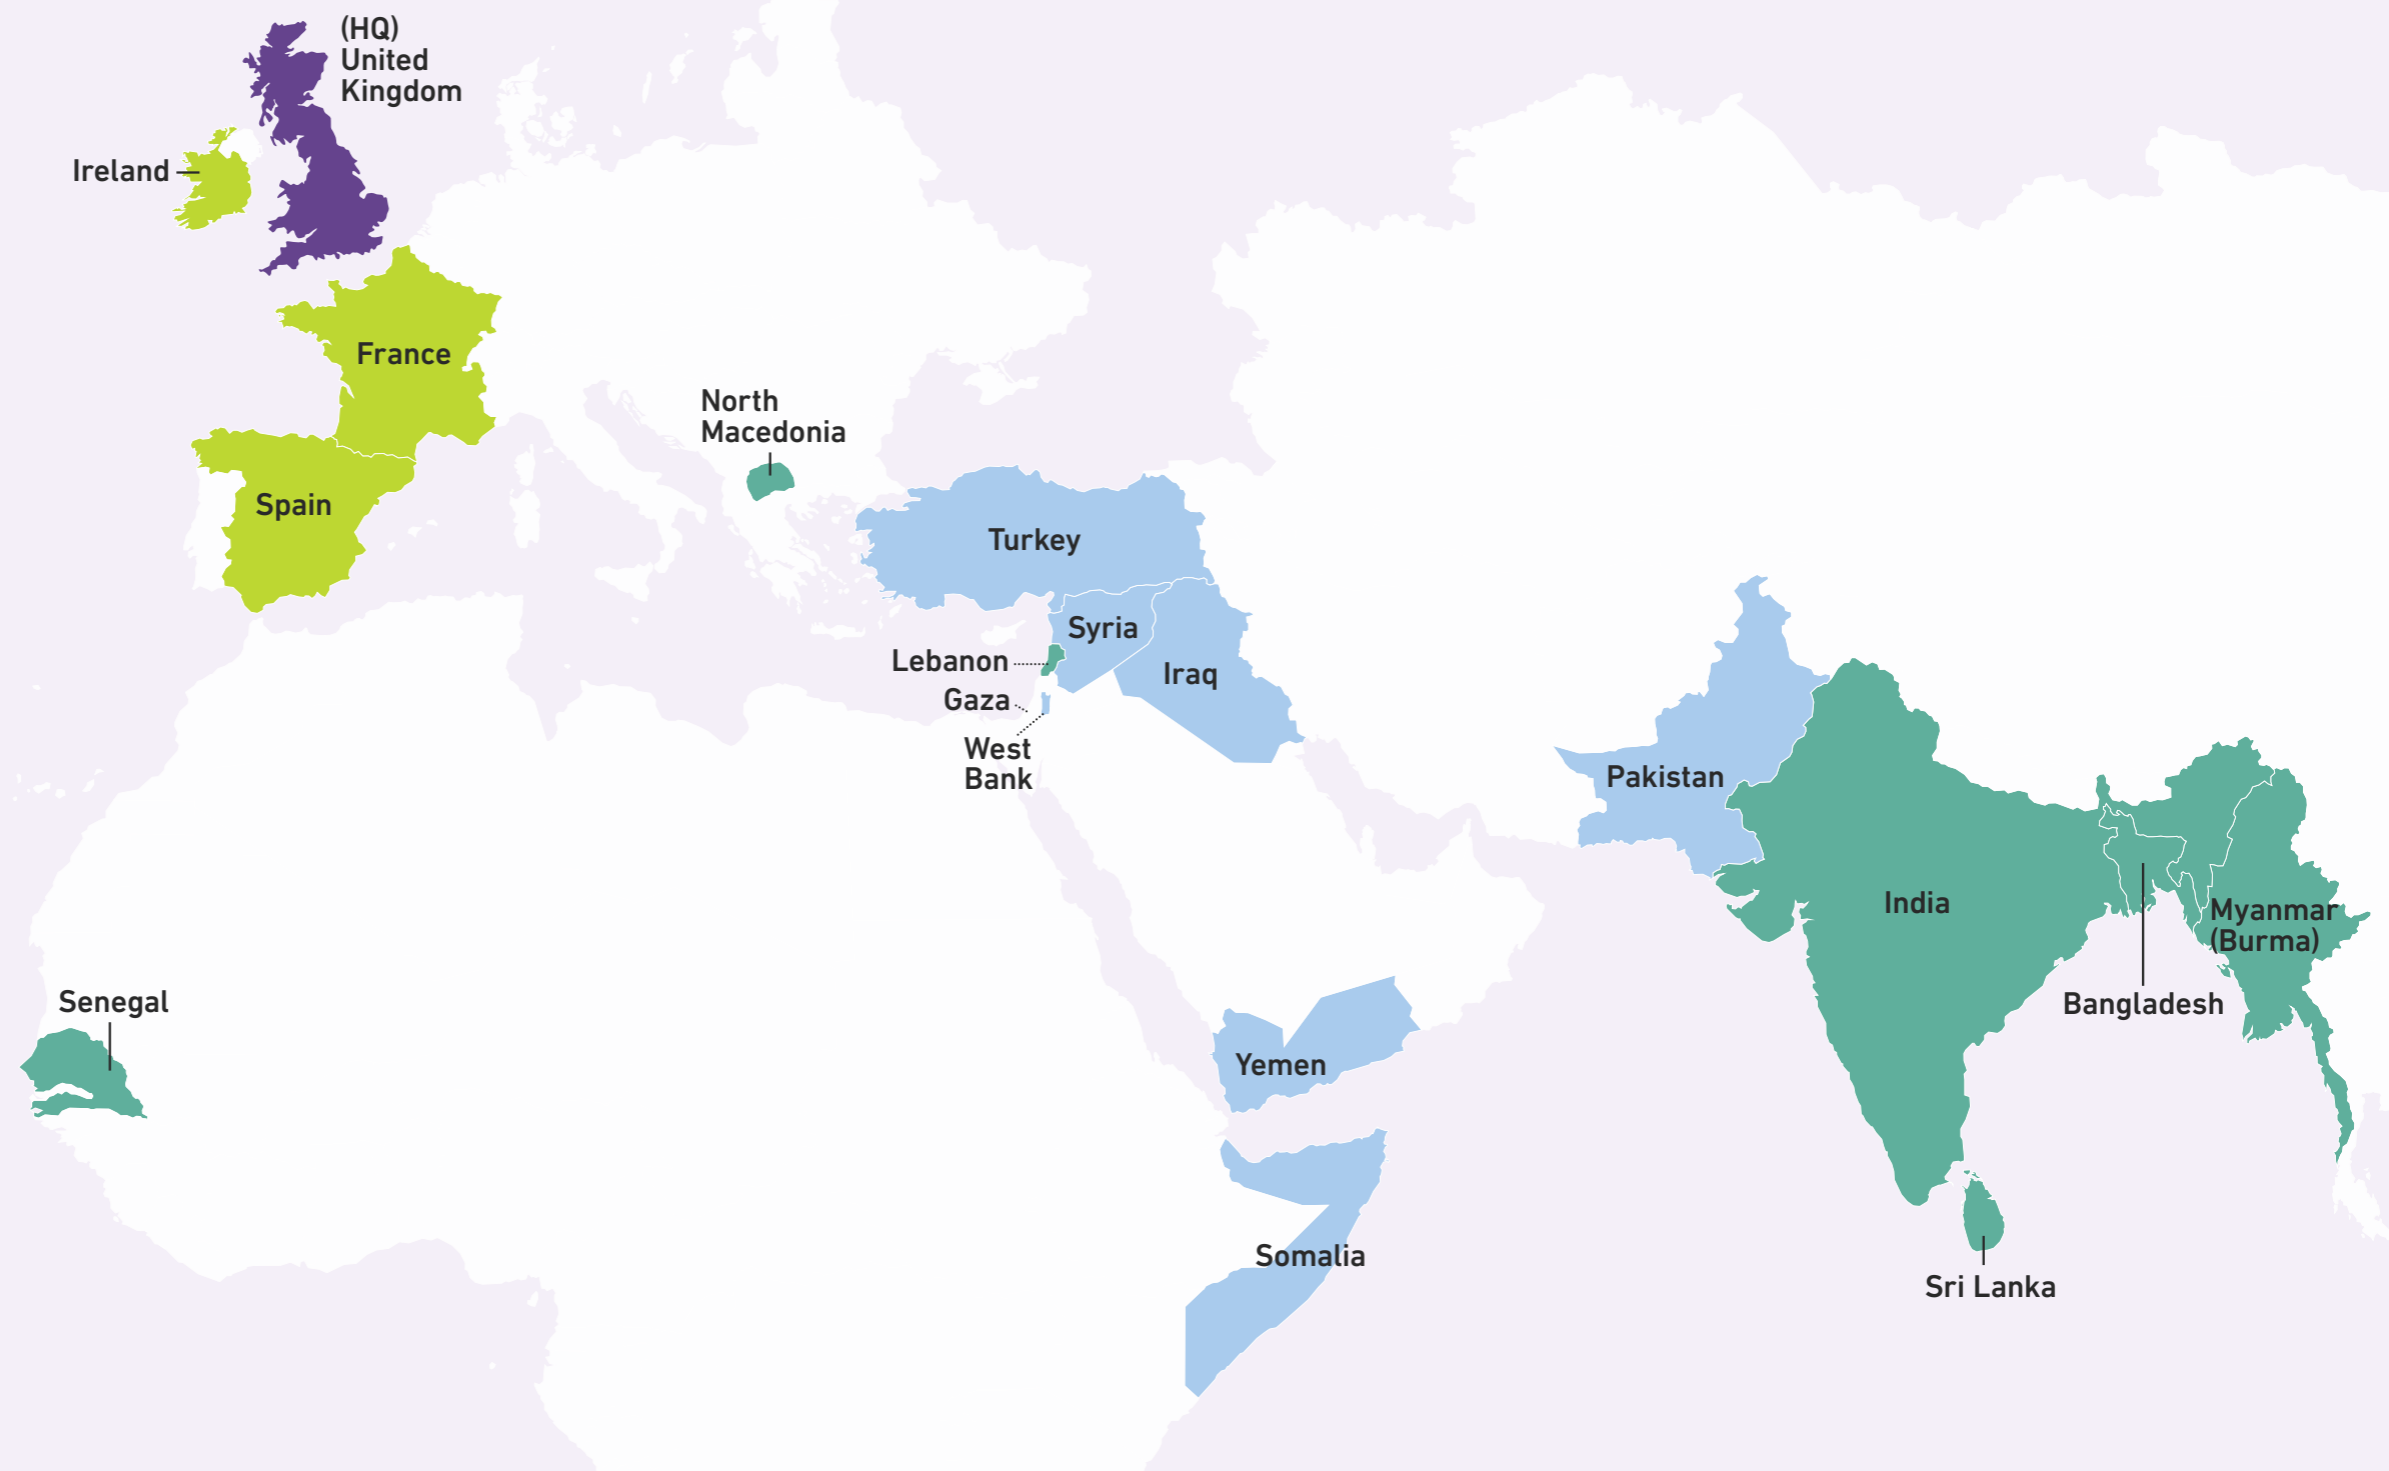 (HQ)
United
Kingdom
Ireland
France
Spain
North
Macedonia
Turkey
Syria
Lebanon
Iraq
Gaza
West
Bank
Pakistan
India
Myanmar
(Burma)
Bangladesh
Senegal
Yemen
Somalia
Sri Lanka